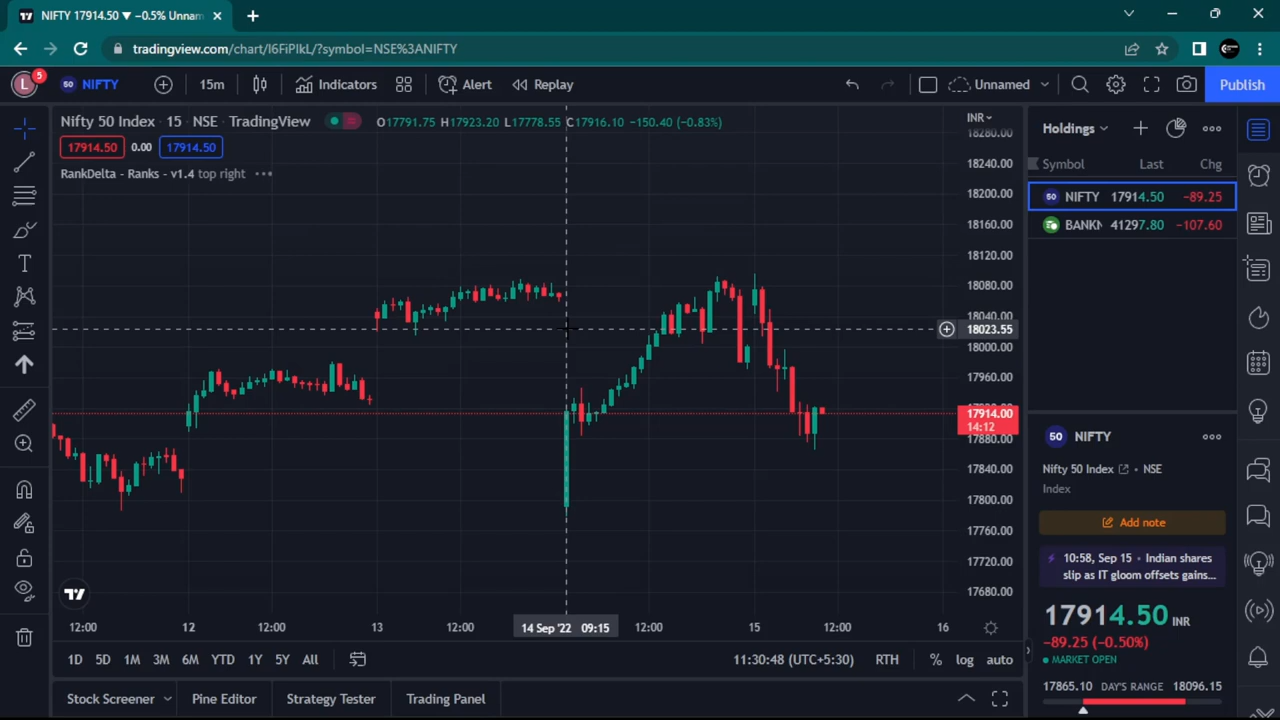 NIFTY 17914.50 ▼ −0.5% Unnam
tradingview.com/chart/I6FiPIkL/?symbol=NSE%3ANIFTY
L 5 50 NIFTY 15m Indicators Alert Replay Unnamed Publish
Nifty 50 Index · 15 · NSE · TradingView O17791.75 H17923.20 L17778.55 C17916.10 −150.40 (−0.83%)
17914.50 0.00 17914.50
RankDelta - Ranks - v1.4 top right
INR
18280.00
18240.00
18200.00
18160.00
18120.00
18080.00
18040.00
18023.55
18000.00
17960.00
17914.00
14:12
17880.00
17840.00
17800.00
17760.00
17720.00
17680.00
12:00 12 12:00 13 12:00 14 Sep '22 09:15 12:00 15 12:00 16
1D 5D 1M 3M 6M YTD 1Y 5Y All 11:30:48 (UTC+5:30) RTH % log auto
Stock Screener Pine Editor Strategy Tester Trading Panel
Holdings
Symbol Last Chg
50 NIFTY 17914.50 −89.25
BANKN 41297.80 −107.60
50 NIFTY
Nifty 50 Index • NSE
Index
Add note
10:58, Sep 15 • Indian shares
slip as IT gloom offsets gains...
17914.50 INR
−89.25 (−0.50%)
MARKET OPEN
17865.10 DAY'S RANGE 18096.15